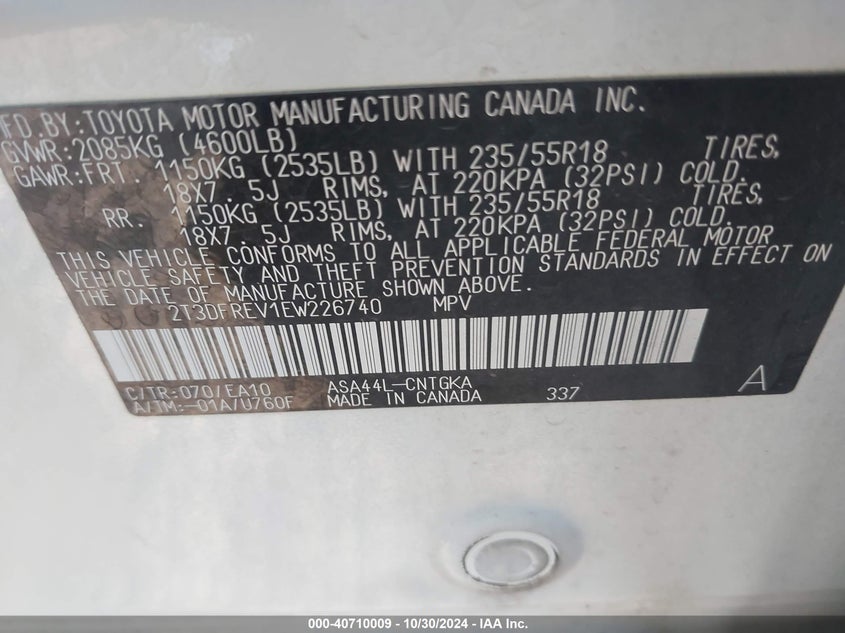 MFD.BY:TOYOTA MOTOR MANUFACTURING CANADA INC.
GVWR:2085KG (4600LB)
GAWR:FRT. 1150KG (2535LB) WITH 235/55R18 TIRES,
18X7.5J RIMS, AT 220KPA (32PSI) COLD.
RR. 1150KG (2535LB) WITH 235/55R18 TIRES,
18X7.5J RIMS, AT 220KPA (32PSI) COLD.
THIS VEHICLE CONFORMS TO ALL APPLICABLE FEDERAL MOTOR
VEHICLE SAFETY AND THEFT PREVENTION STANDARDS IN EFFECT ON
THE DATE OF MANUFACTURE SHOWN ABOVE.
2T3DFREV1EW226740 MPV
C/TR:070/EA10 ASA44L-CNTGKA
A/TM:-01A/U760F MADE IN CANADA 337 A
000-40710009 - 10/30/2024 - IAA Inc.